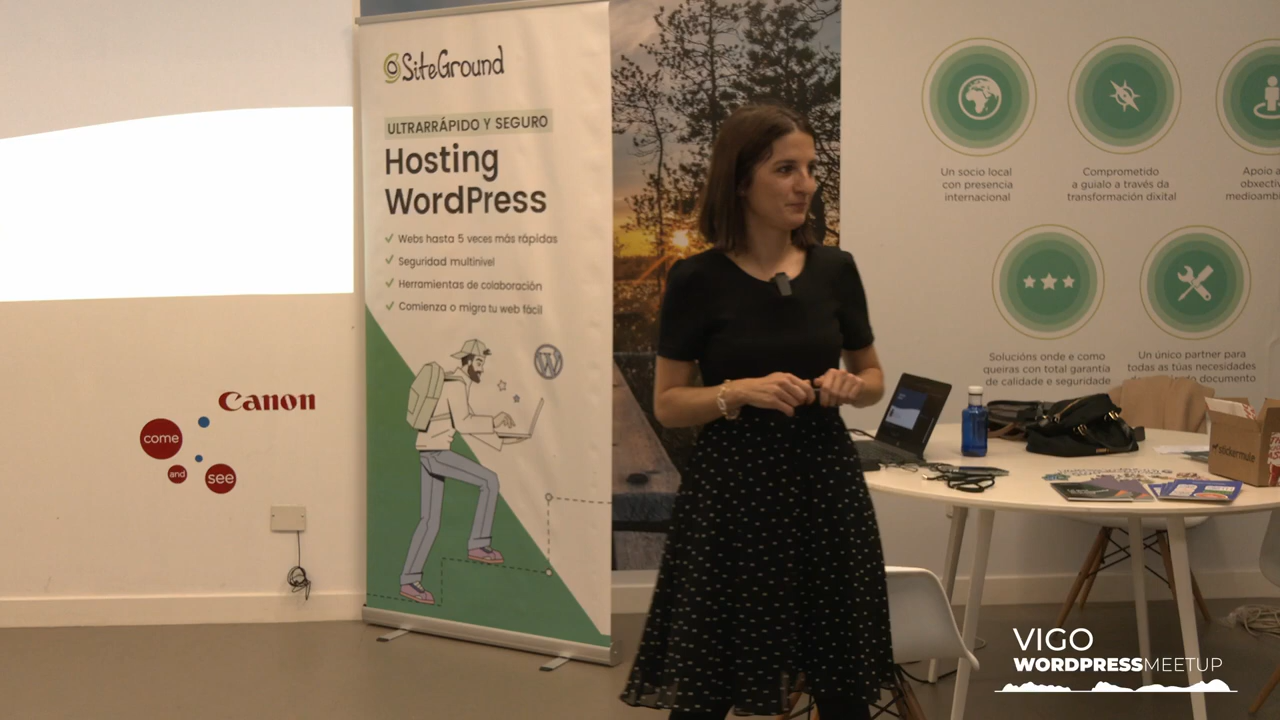 SiteGround
ULTRARRÁPIDO Y SEGURO
Hosting
WordPress
Webs hasta 5 veces más rápidas
Seguridad multinivel
Herramientas de colaboración
Comienza o migra tu web fácil
W
Canon
come
and
see
Un socio local
con presencia
internacional
Comprometido
a guialo a través da
transformación dixital
Apoio a
obxectiv
medioamb
Solucións onde e como
queiras con total garantía
de calidade e seguridade
Un único partner para
todas as túas necesidades
documento
stickermule
VIGO
WORDPRESSMEETUP